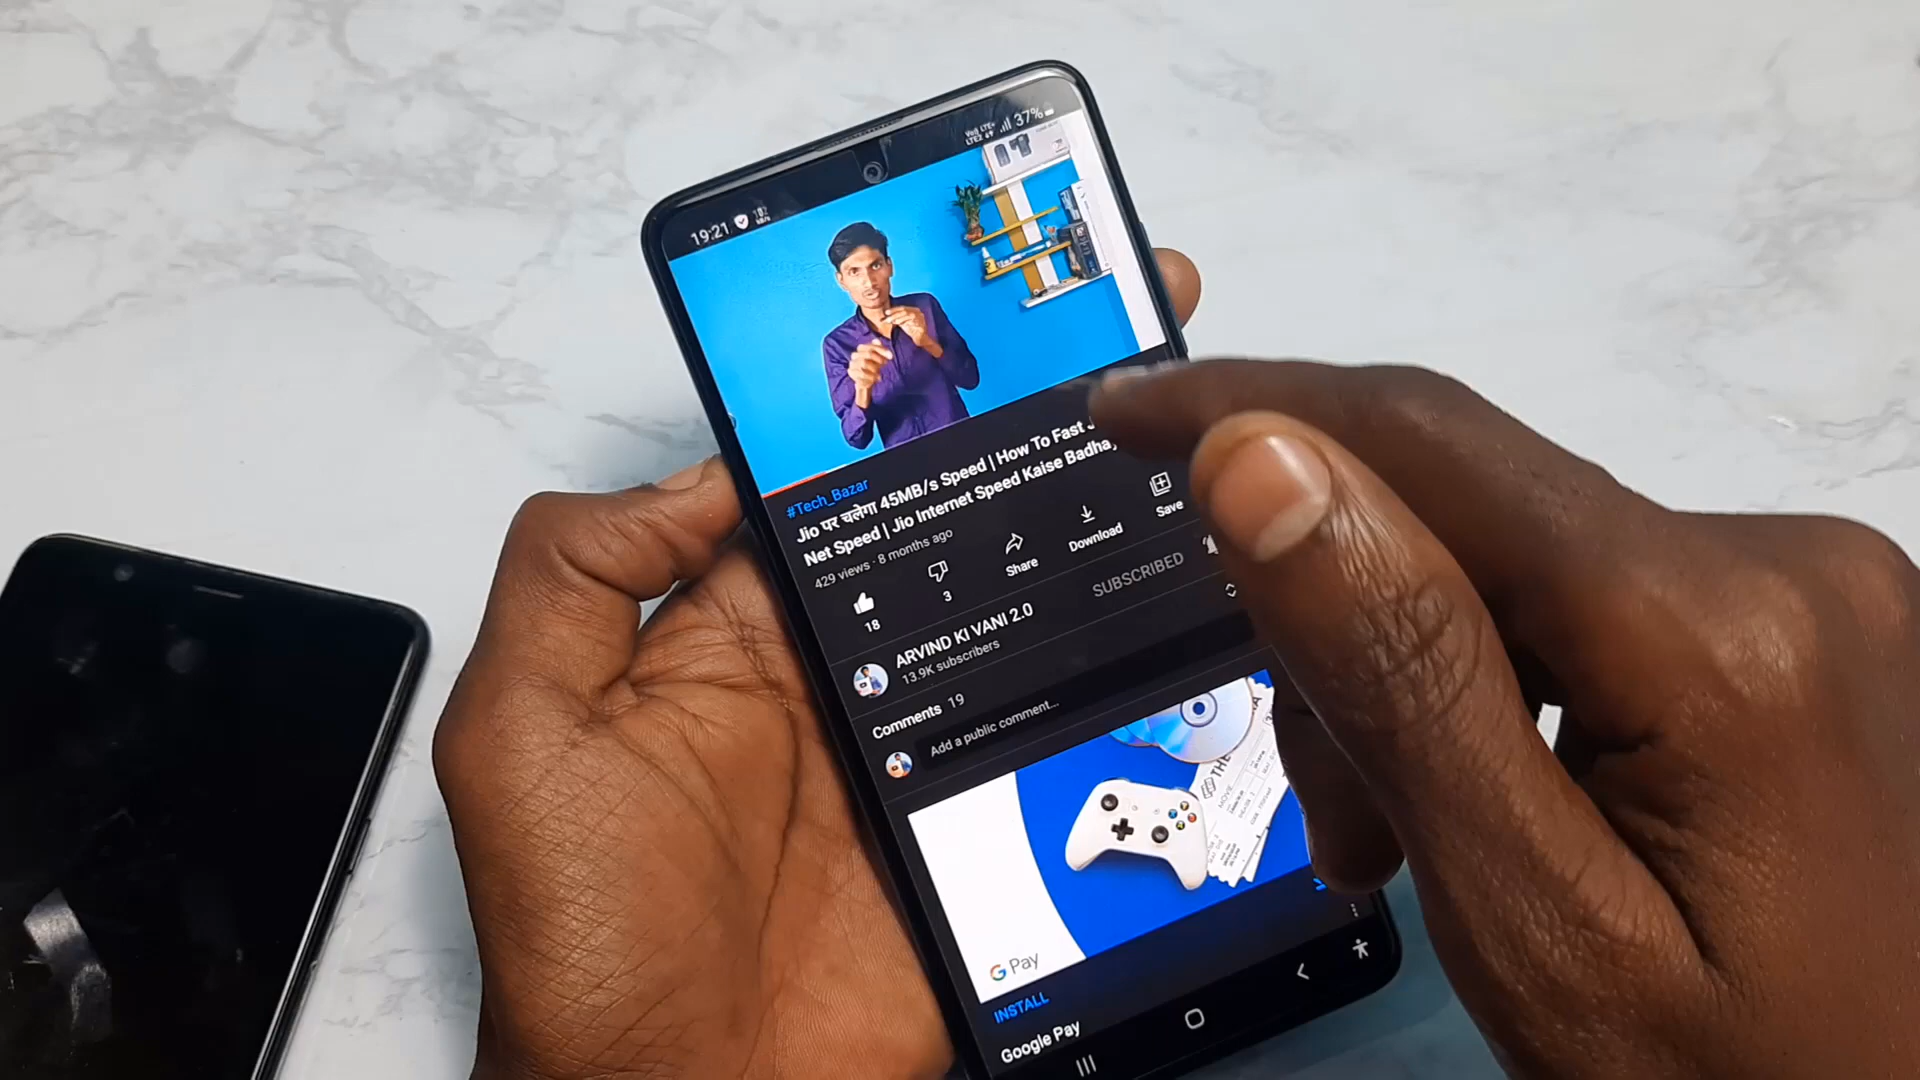 19:21
37%
#Tech_Bazar
Jio पर चलेगा 45MB/s Speed | How To Fast
Net Speed | Jio Internet Speed Kaise Badha
429 views · 8 months ago
18
3
Share
Download
Save
ARVIND KI VANI 2.0
13.9K subscribers
SUBSCRIBED
Comments 19
Add a public comment...
MOVIE
THE
G Pay
INSTALL
Google Pay